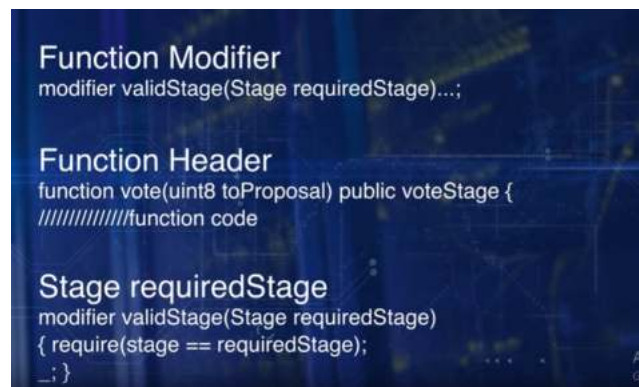 Function Modifier
modifier validStage(Stage requiredStage)...;
Function Header
function vote(uint8 toProposal) public voteStage {
///////////////function code
Stage requiredStage
modifier validStage(Stage requiredStage)
{ require(stage == requiredStage);
_; }